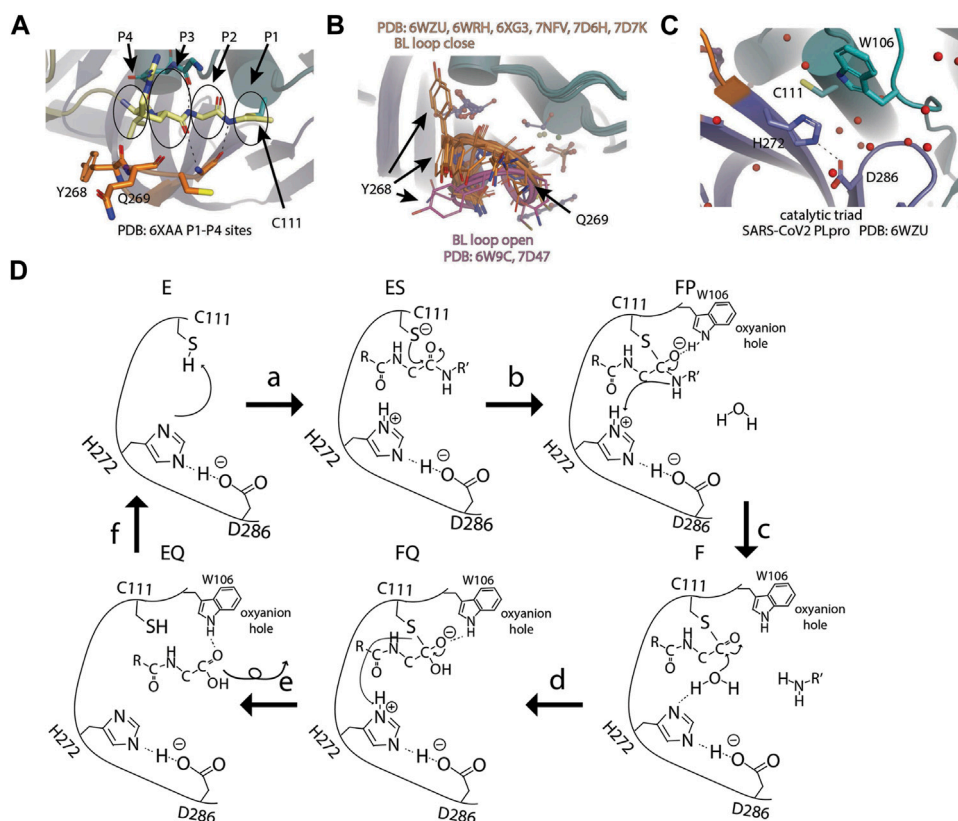 A
P4
P3
P2
P1
Y268
Q269
C111
PDB: 6XAA P1-P4 sites
B
PDB: 6WZU, 6WRH, 6XG3, 7NFV, 7D6H, 7D7K
BL loop close
Y268
Q269
BL loop open
PDB: 6W9C, 7D47
C
W106
C111
H272
D286
catalytic triad
SARS-CoV2 PLpro PDB: 6WZU
D
E
C111
S
H
N
N
H
⊖
O
O
H272
D286
a
ES
C111
S⊖
O
H
R N C
C C N R'
O H
H
N⊕
N
H
⊖
O
O
H272
D286
b
FP
W106
C111
oxyanion
hole
S
⊖
O
H'
N
H
R N C
C C N R'
O H
H
N⊕
N
H
⊖
O
O
H O H
H272
D286
c
F
C111
W106
oxyanion
hole
S
N
H
O
H
R N C
C C
O
O
H H
H N R'
H
N
N
H
⊖
O
O
H272
D286
d
FQ
C111
W106
oxyanion
hole
S
N
H
⊖
O
H
R N C
C C OH
O
H
N⊕
N
H
⊖
O
O
H272
D286
e
EQ
C111
W106
oxyanion
hole
SH
N
H
O
H
R N C
C C OH
O
N
N
H
⊖
O
O
H272
D286
f